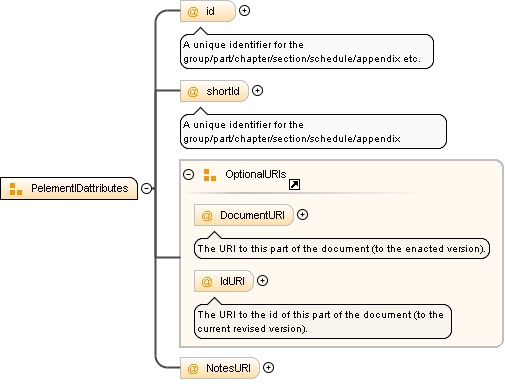 @ id
A unique identifier for the
group/part/chapter/section/schedule/appendix etc.
@ shortId
A unique identifier for the
group/part/chapter/section/schedule/appendix
PelementIDattributes
OptionalURIs
@ DocumentURI
The URI to this part of the document (to the enacted version).
@ IdURI
The URI to the id of this part of the document (to the
current revised version).
@ NotesURI